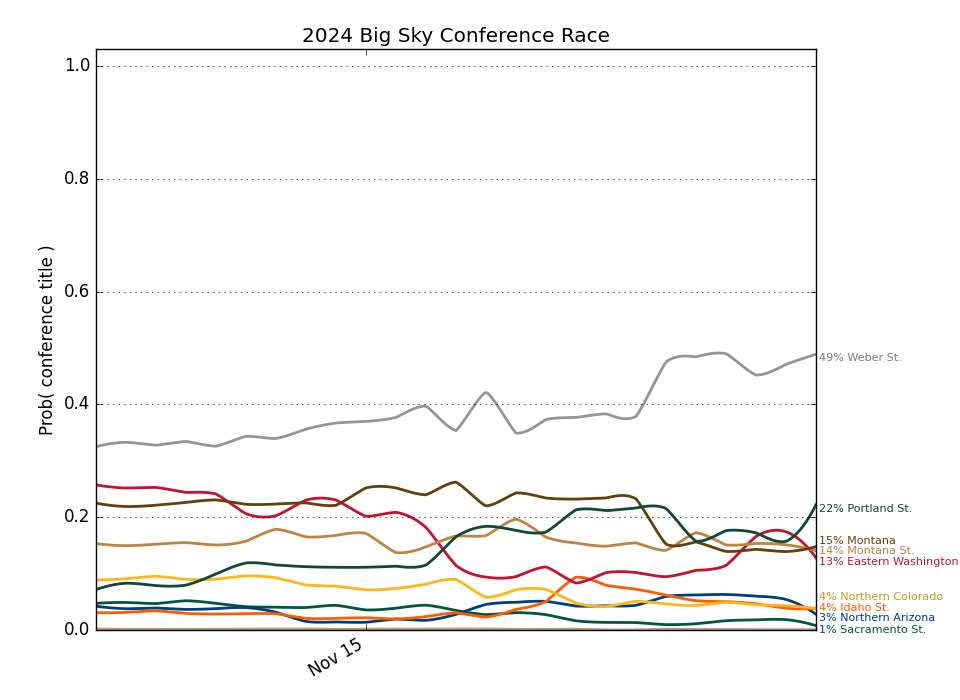 2024 Big Sky Conference Race
Prob( conference title )
1.0
0.8
0.6
0.4
0.2
0.0
Nov 15
49% Weber St.
22% Portland St.
15% Montana
14% Montana St.
13% Eastern Washington
4% Northern Colorado
4% Idaho St.
3% Northern Arizona
1% Sacramento St.